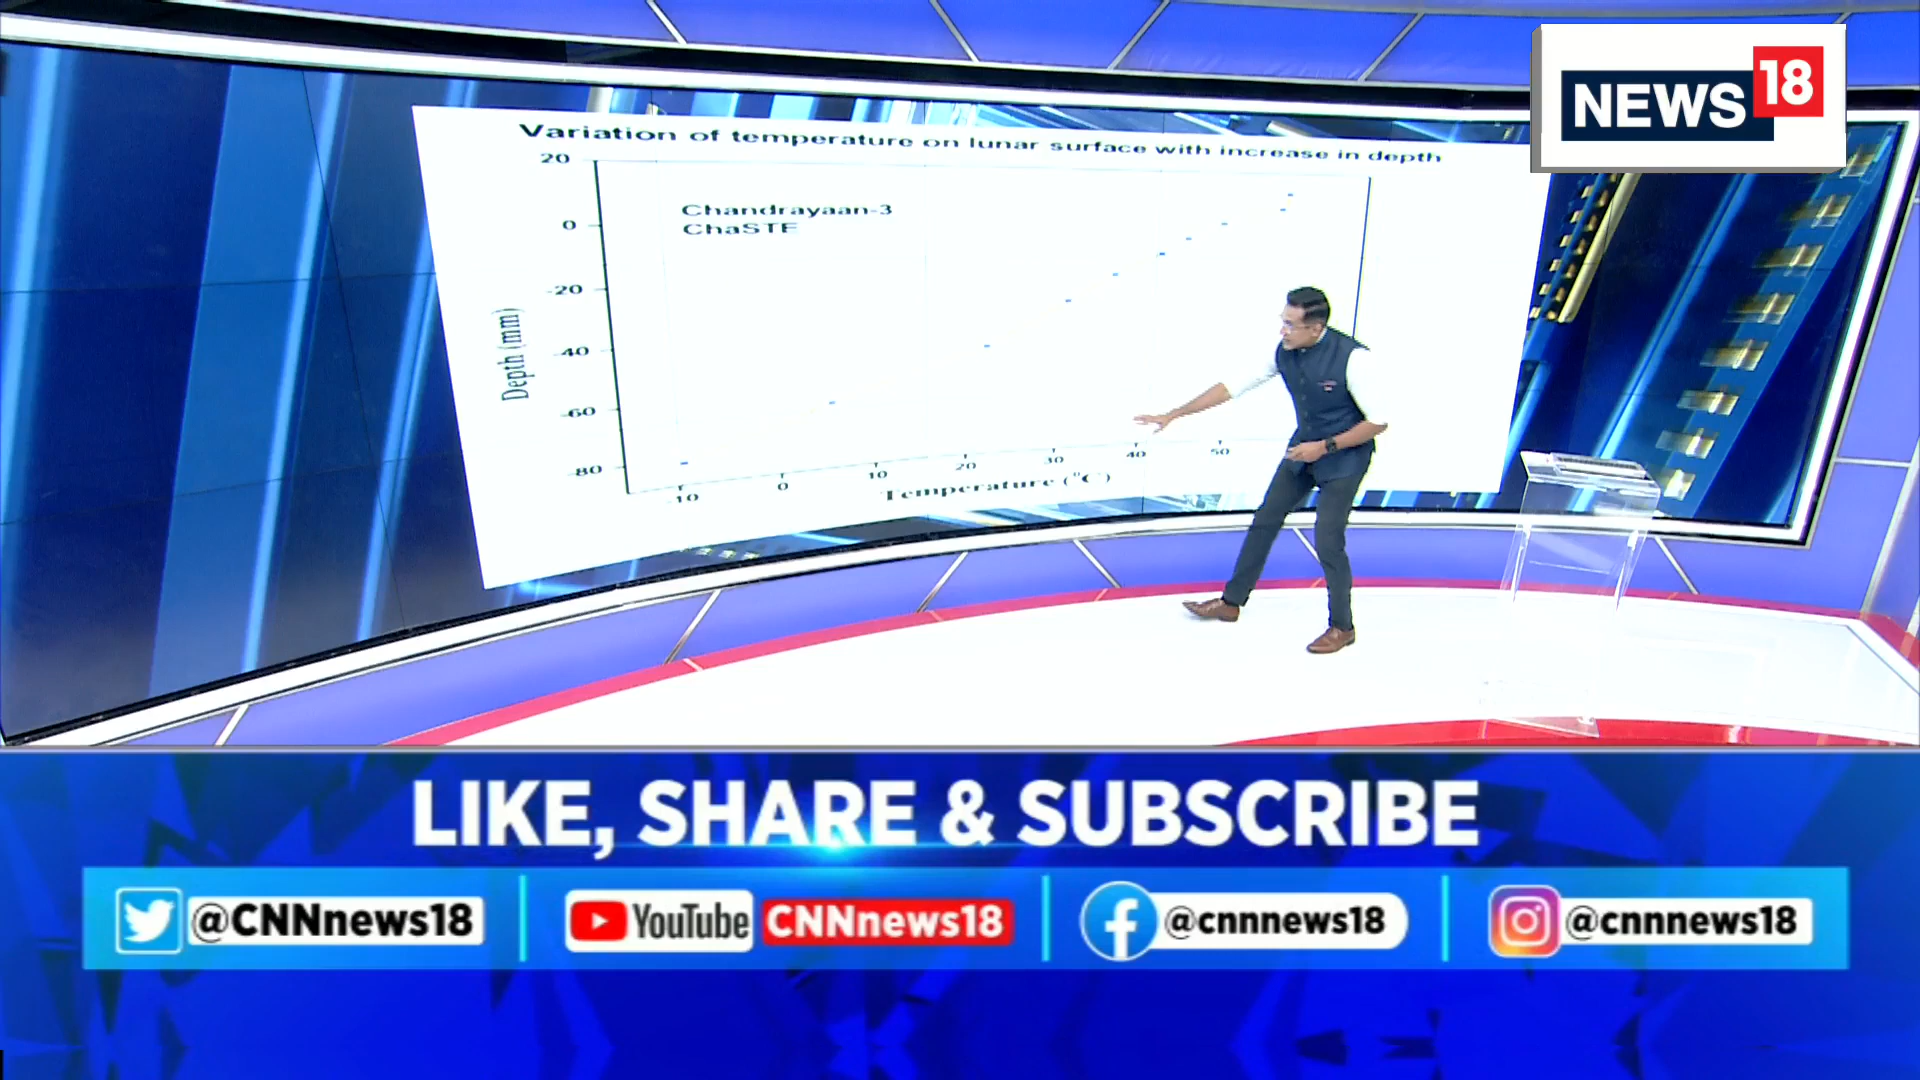 NEWS18
Variation of temperature on lunar surface with increase in depth
20
0
-20
-40
-60
-80
Chandrayaan-3
ChaSTE
Depth (mm)
-10
0
10
20
30
40
50
Temperature (°C)
LIKE, SHARE & SUBSCRIBE
@CNNnews18
YouTube CNNnews18
@cnnnews18
@cnnnews18